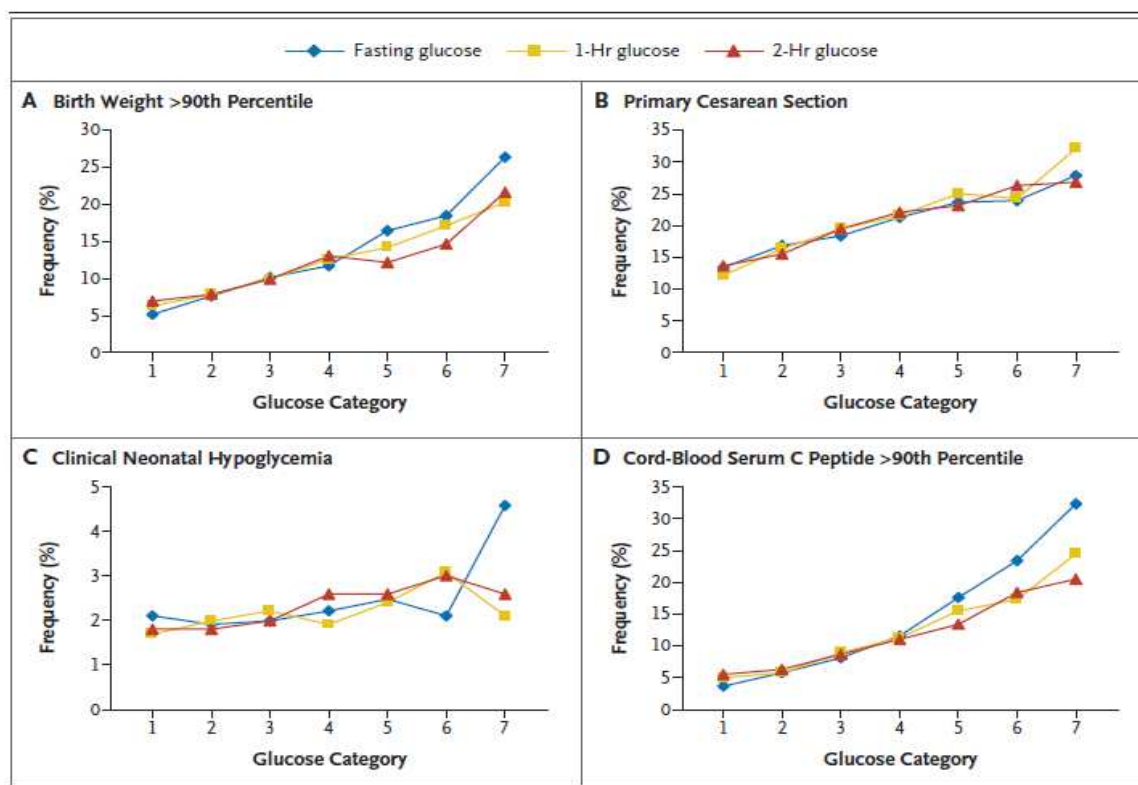 Fasting glucose 1-Hr glucose 2-Hr glucose
A Birth Weight >90th Percentile
30
25
20
15
10
5
0
Frequency (%)
1 2 3 4 5 6 7
Glucose Category
B Primary Cesarean Section
35
30
25
20
15
10
5
0
Frequency (%)
1 2 3 4 5 6 7
Glucose Category
C Clinical Neonatal Hypoglycemia
5
4
3
2
1
0
Frequency (%)
1 2 3 4 5 6 7
Glucose Category
D Cord-Blood Serum C Peptide >90th Percentile
35
30
25
20
15
10
5
0
Frequency (%)
1 2 3 4 5 6 7
Glucose Category